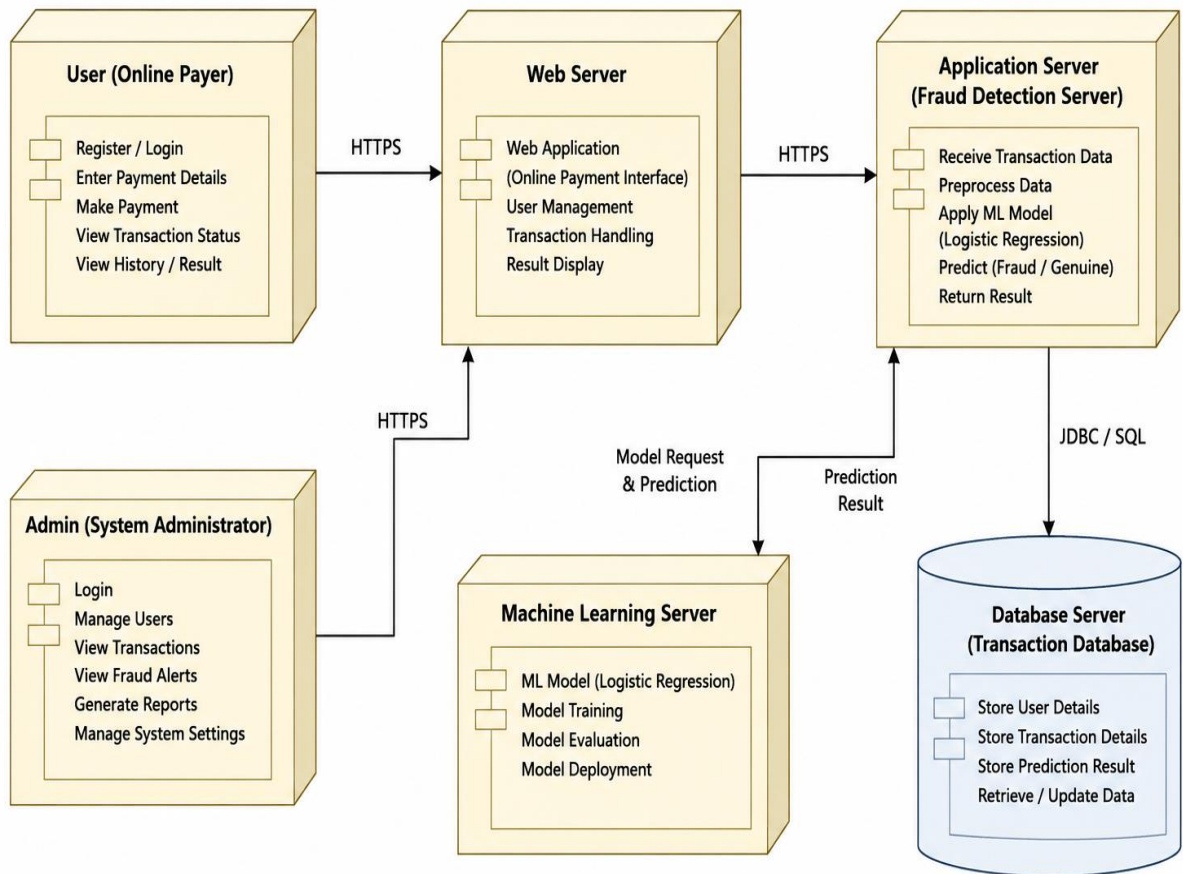 User (Online Payer)
Register / Login
Enter Payment Details
Make Payment
View Transaction Status
View History / Result
HTTPS
Web Server
Web Application
(Online Payment Interface)
User Management
Transaction Handling
Result Display
HTTPS
Application Server
(Fraud Detection Server)
Receive Transaction Data
Preprocess Data
Apply ML Model
(Logistic Regression)
Predict (Fraud / Genuine)
Return Result
HTTPS
Model Request
& Prediction
Prediction
Result
JDBC / SQL
Admin (System Administrator)
Login
Manage Users
View Transactions
View Fraud Alerts
Generate Reports
Manage System Settings
Machine Learning Server
ML Model (Logistic Regression)
Model Training
Model Evaluation
Model Deployment
Database Server
(Transaction Database)
Store User Details
Store Transaction Details
Store Prediction Result
Retrieve / Update Data